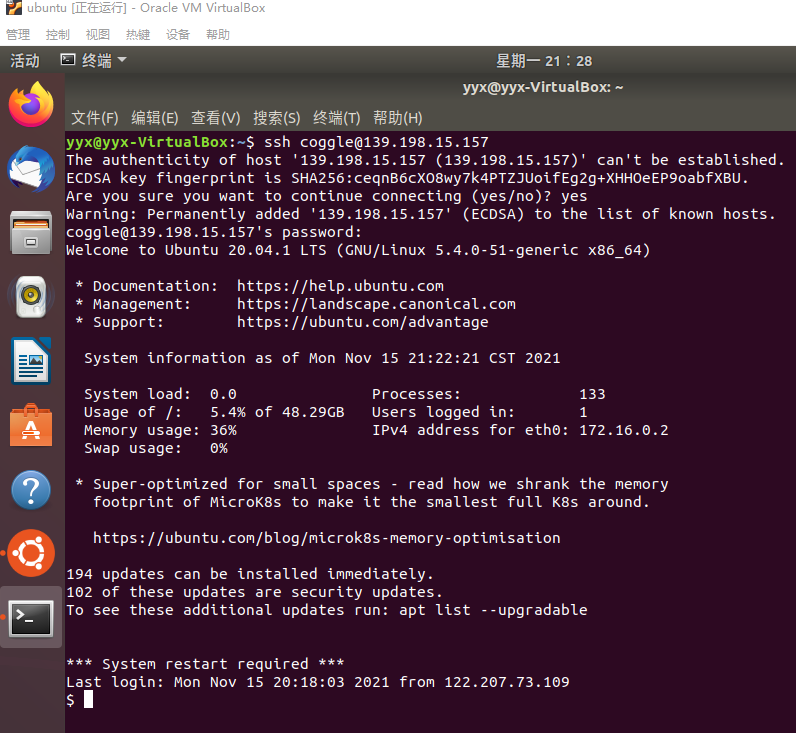 ubuntu [正在运行] - Oracle VM VirtualBox
管理 控制 视图 热键 设备 帮助
活动 终端 星期一 21：28
yyx@yyx-VirtualBox: ~
文件(F) 编辑(E) 查看(V) 搜索(S) 终端(T) 帮助(H)
yyx@yyx-VirtualBox:~$ ssh coggle@139.198.15.157
The authenticity of host '139.198.15.157 (139.198.15.157)' can't be established.
ECDSA key fingerprint is SHA256:ceqnB6cXO8wy7k4PTZJUoifEg2g+XHHOeEP9oabfXBU.
Are you sure you want to continue connecting (yes/no)? yes
Warning: Permanently added '139.198.15.157' (ECDSA) to the list of known hosts.
coggle@139.198.15.157's password:
Welcome to Ubuntu 20.04.1 LTS (GNU/Linux 5.4.0-51-generic x86_64)
* Documentation: https://help.ubuntu.com
* Management: https://landscape.canonical.com
* Support: https://ubuntu.com/advantage
System information as of Mon Nov 15 21:22:21 CST 2021
System load: 0.0 Processes: 133
Usage of /: 5.4% of 48.29GB Users logged in: 1
Memory usage: 36% IPv4 address for eth0: 172.16.0.2
Swap usage: 0%
* Super-optimized for small spaces - read how we shrank the memory
footprint of MicroK8s to make it the smallest full K8s around.
https://ubuntu.com/blog/microk8s-memory-optimisation
194 updates can be installed immediately.
102 of these updates are security updates.
To see these additional updates run: apt list --upgradable
*** System restart required ***
Last login: Mon Nov 15 20:18:03 2021 from 122.207.73.109
$